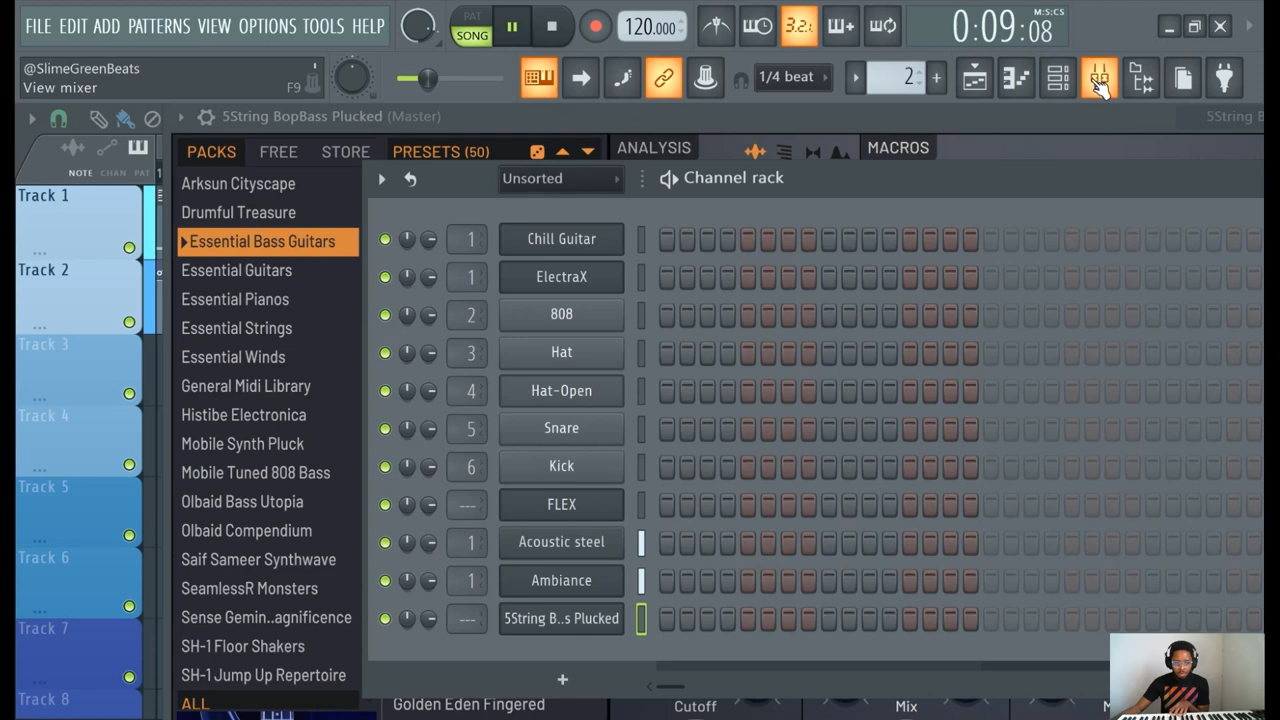 FILE EDIT ADD PATTERNS VIEW OPTIONS TOOLS HELP
PAT
SONG
120.000
3.2.
0:09:08
M:S:CS
@SlimeGreenBeats
View mixer
F9
1/4 beat
2
5String BopBass Plucked (Master)
5String B
NOTE CHAN PAT
PACKS
FREE
STORE
PRESETS (50)
ANALYSIS
MACROS
Unsorted
Channel rack
Track 1
Track 2
Track 3
Track 4
Track 5
Track 6
Track 7
Track 8
Arksun Cityscape
Drumful Treasure
Essential Bass Guitars
Essential Guitars
Essential Pianos
Essential Strings
Essential Winds
General Midi Library
Histibe Electronica
Mobile Synth Pluck
Mobile Tuned 808 Bass
Olbaid Bass Utopia
Olbaid Compendium
Saif Sameer Synthwave
SeamlessR Monsters
Sense Gemin..agnificence
SH-1 Floor Shakers
SH-1 Jump Up Repertoire
ALL
1 Chill Guitar
1 ElectraX
2 808
3 Hat
4 Hat-Open
5 Snare
6 Kick
--- FLEX
1 Acoustic steel
1 Ambiance
--- 5String B..s Plucked
+
Golden Eden Fingered
Cutoff
Mix
M